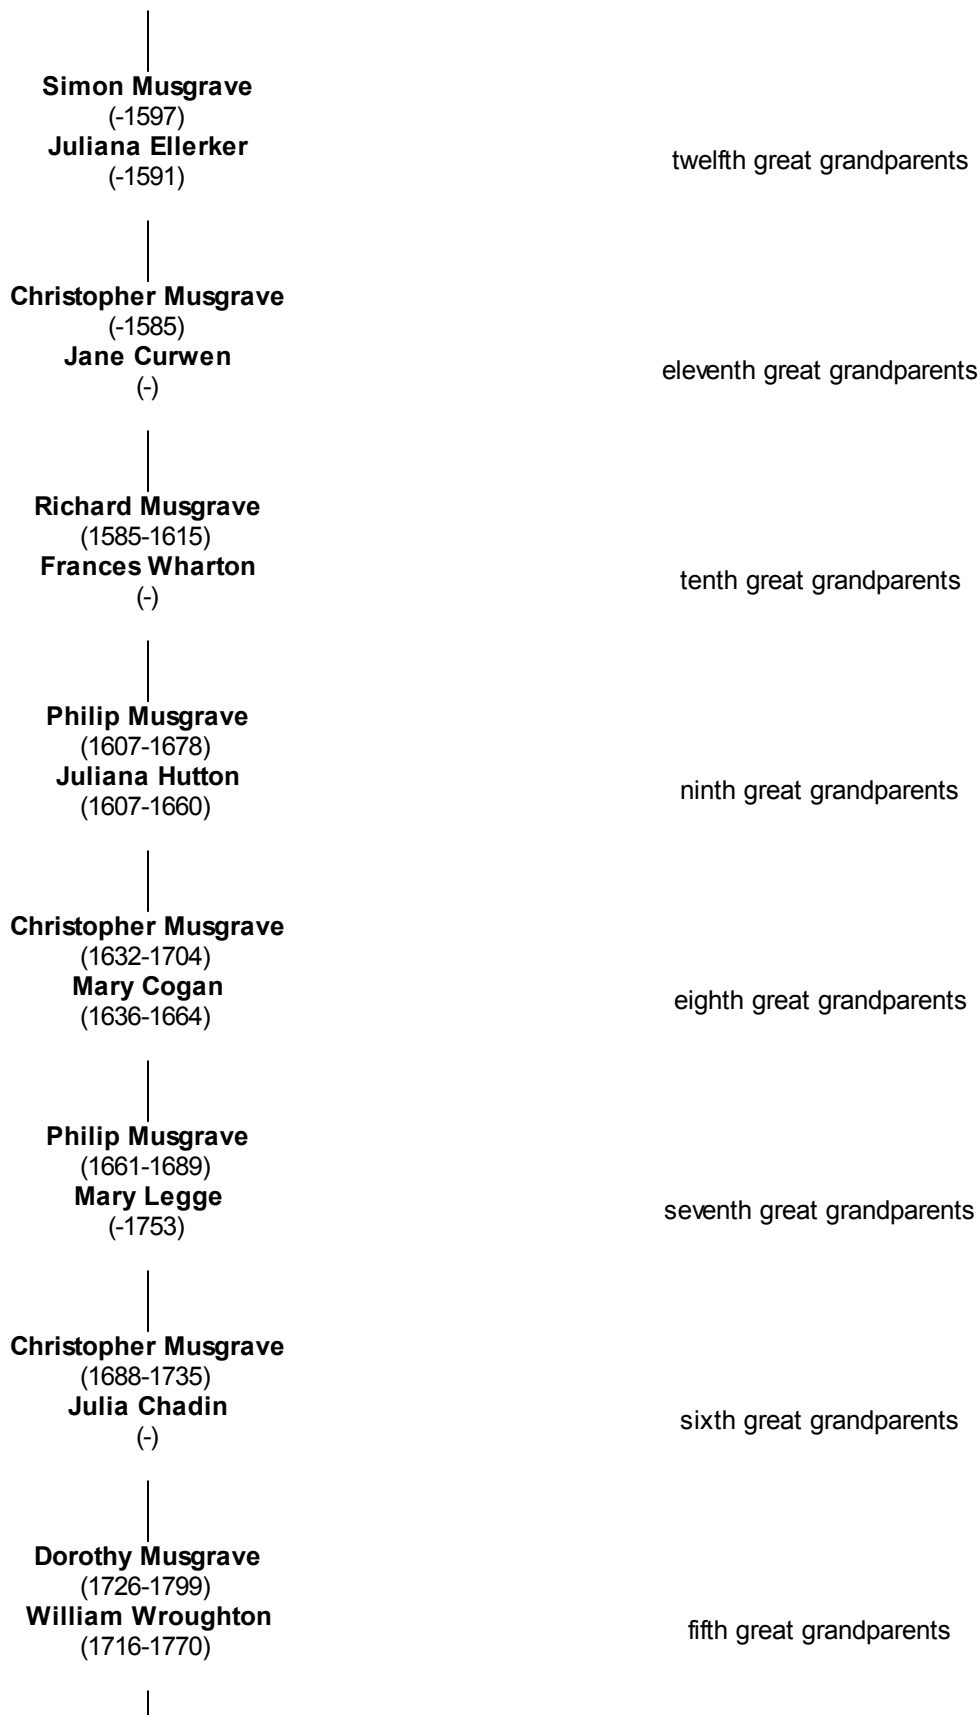 Simon Musgrave
(-1597)
Juliana Ellerker
(-1591)
twelfth great grandparents
Christopher Musgrave
(-1585)
Jane Curwen
(-)
eleventh great grandparents
Richard Musgrave
(1585-1615)
Frances Wharton
(-)
tenth great grandparents
Philip Musgrave
(1607-1678)
Juliana Hutton
(1607-1660)
ninth great grandparents
Christopher Musgrave
(1632-1704)
Mary Cogan
(1636-1664)
eighth great grandparents
Philip Musgrave
(1661-1689)
Mary Legge
(-1753)
seventh great grandparents
Christopher Musgrave
(1688-1735)
Julia Chadin
(-)
sixth great grandparents
Dorothy Musgrave
(1726-1799)
William Wroughton
(1716-1770)
fifth great grandparents